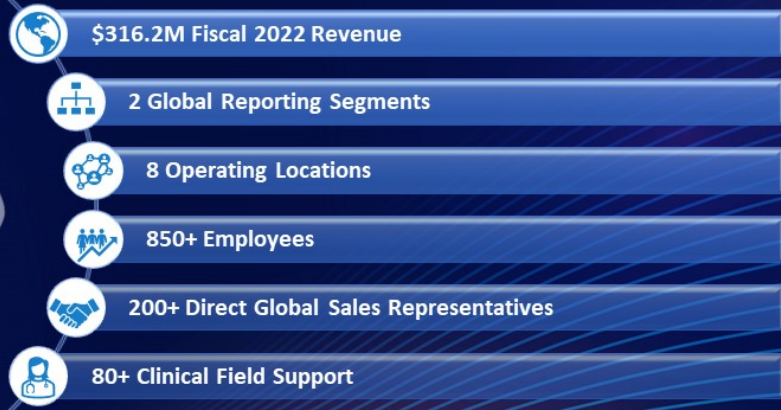 $316.2M Fiscal 2022 Revenue
2 Global Reporting Segments
8 Operating Locations
850+ Employees
200+ Direct Global Sales Representatives
80+ Clinical Field Support